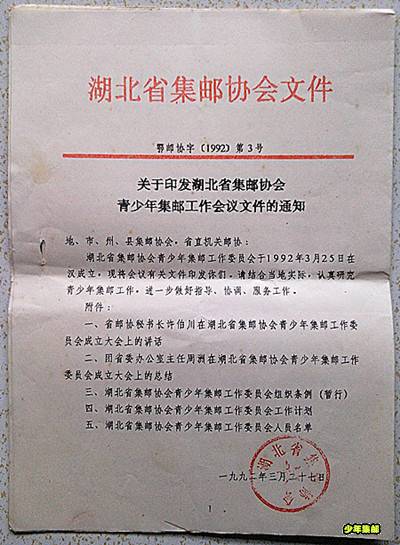 湖北省集邮协会文件
鄂邮协字〔1992〕第3号
关于印发湖北省集邮协会
青少年集邮工作会议文件的通知
地、市、州、县集邮协会,省直机关邮协:
湖北省集邮协会青少年集邮工作委员会于1992年3月25日在
汉成立。现将会议有关文件印发你们。请结合当地实际,认真研究
青少年集邮工作,进一步做好指导、协调、服务工作。
附件:
一、省邮协秘书长许伯川在湖北省集邮协会青少年集邮工作委
员会成立大会上的讲话
二、团省委办公室主任周洲在湖北省集邮协会青少年集邮工作
委员会成立大会上的总结
三、湖北省集邮协会青少年集邮工作委员会组织条例(暂行)
四、湖北省集邮协会青少年集邮工作委员会工作计划
五、湖北省集邮协会青少年集邮工作委员会人员名单
湖北省集邮协会
一九九二年三月二十七日
1
少年集邮